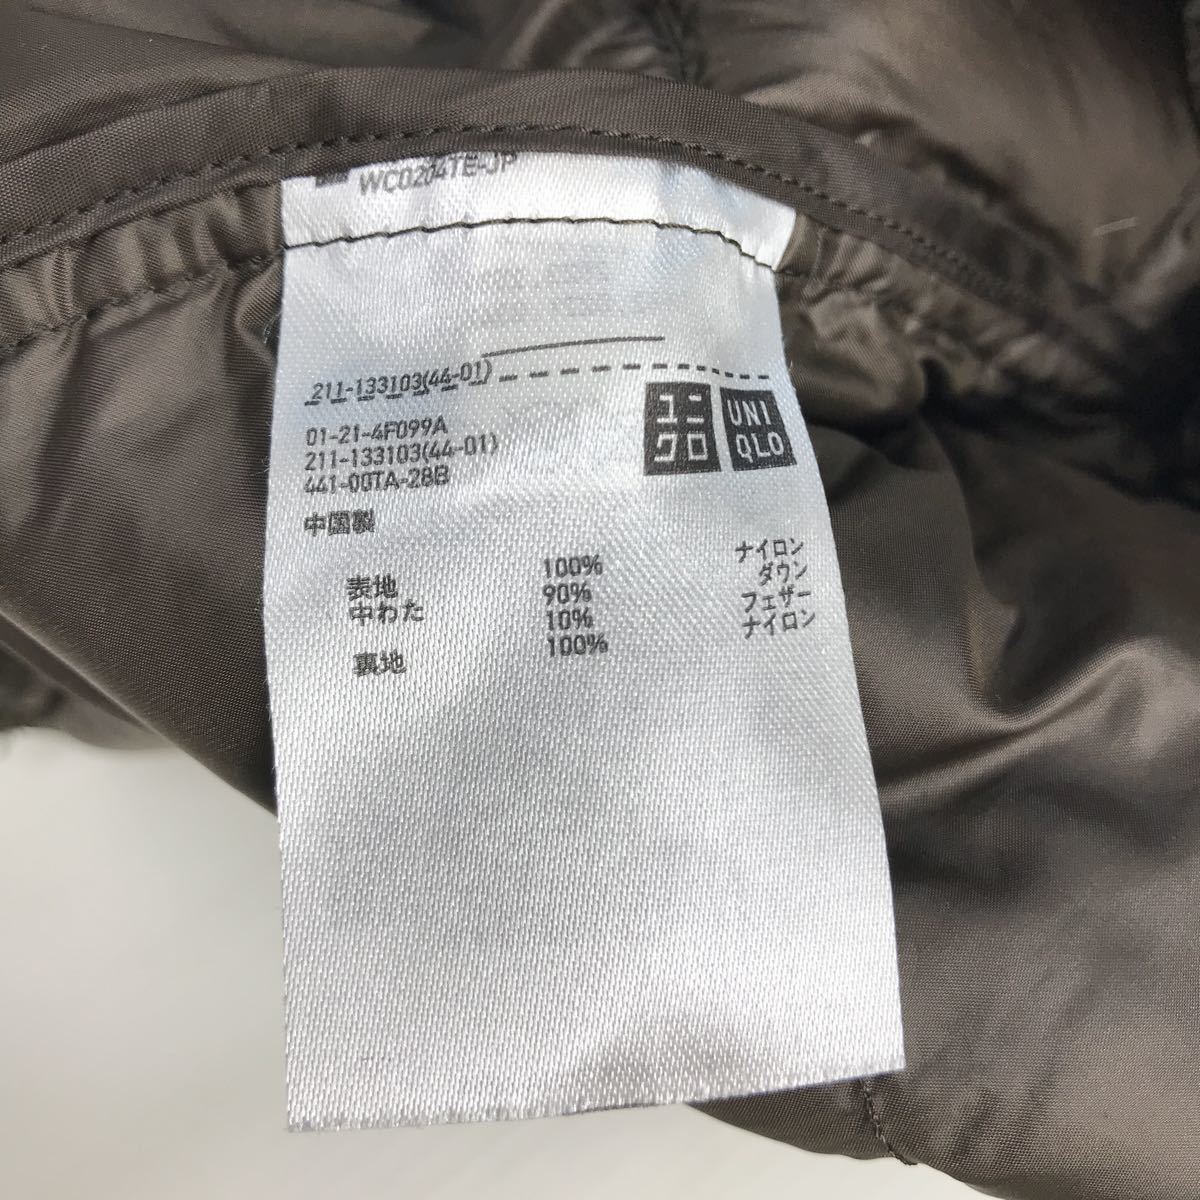 WC0204TE-JP
211-133103(44-01)
01-21-4F099A
211-133103(44-01)
441-00TA-28B
ユニクロ
UNIQLO
中国製
表地 100% ナイロン
中わた 90% ダウン
10% フェザー
裏地 100% ナイロン